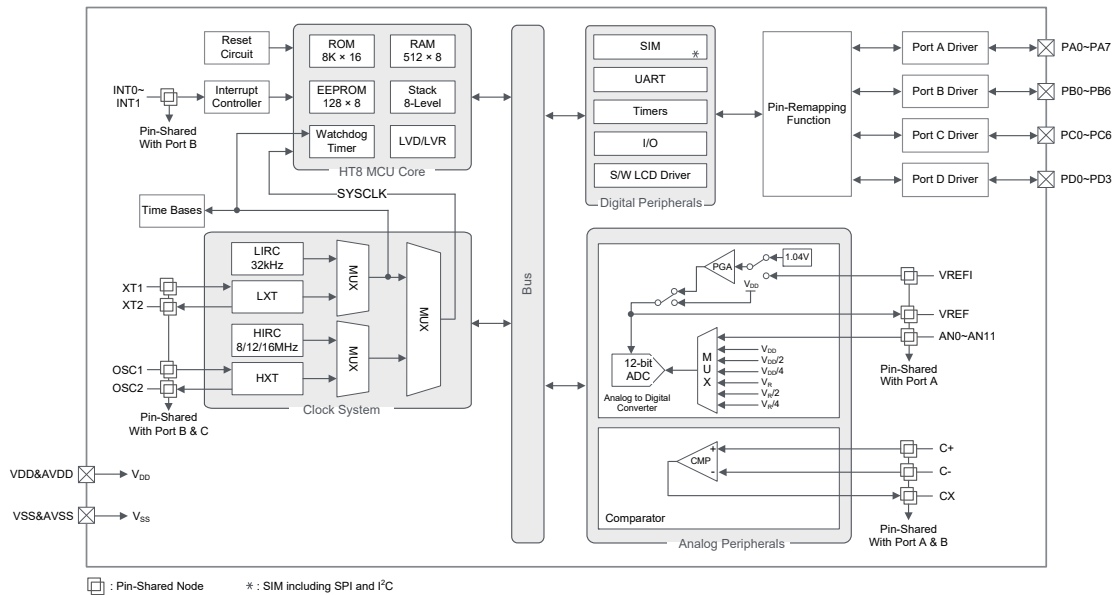 Reset
Circuit
INT0~
INT1
Interrupt
Controller
Pin-Shared
With Port B
ROM
8K × 16
RAM
512 × 8
EEPROM
128 × 8
Stack
8-Level
Watchdog
Timer
LVD/LVR
HT8 MCU Core
SYSCLK
Time Bases
LIRC
32kHz
LXT
HIRC
8/12/16MHz
HXT
MUX
MUX
MUX
Clock System
XT1
XT2
OSC1
OSC2
Pin-Shared
With Port B & C
VDD&AVDD
VDD
VSS&AVSS
VSS
Bus
SIM
*
UART
Timers
I/O
S/W LCD Driver
Digital Peripherals
Pin-Remapping
Function
Port A Driver
Port B Driver
Port C Driver
Port D Driver
PA0~PA7
PB0~PB6
PC0~PC6
PD0~PD3
PGA
1.04V
VDD
VREFI
VREF
AN0~AN11
Pin-Shared
With Port A
12-bit
ADC
Analog to Digital
Converter
MUX
VDD
VDD/2
VDD/4
VR
VR/2
VR/4
CMP
+
-
Comparator
C+
C-
CX
Pin-Shared
With Port A & B
Analog Peripherals
: Pin-Shared Node
* : SIM including SPI and I²C